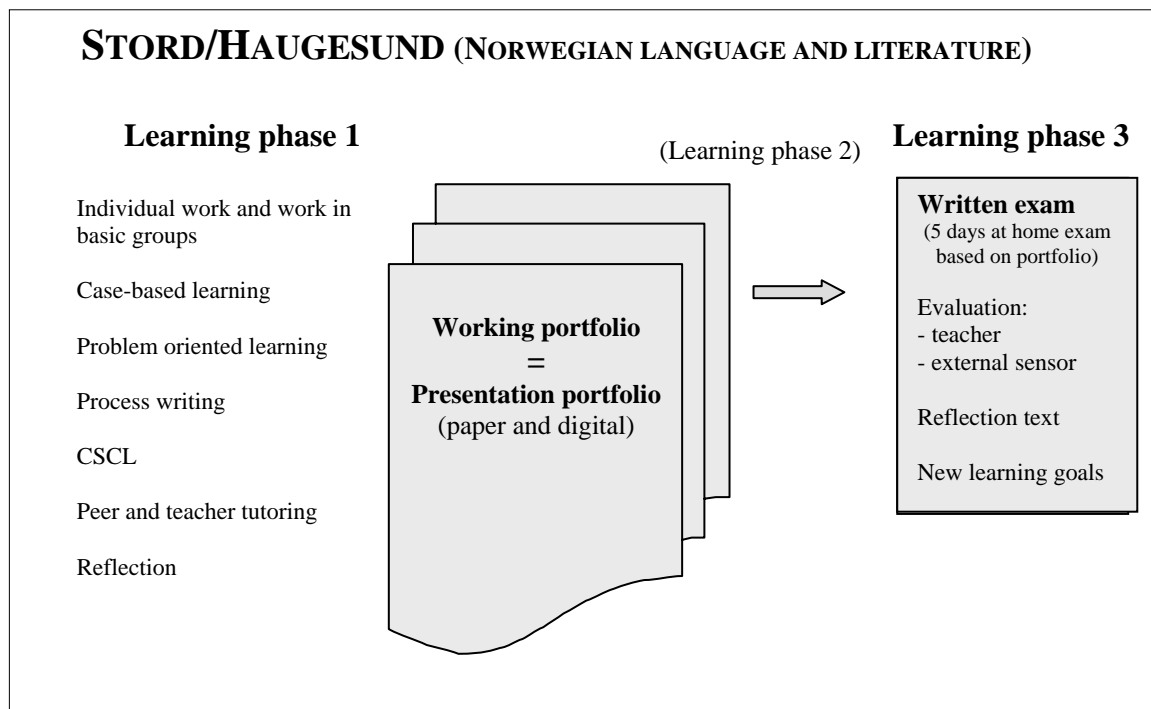 STORD/HAUGESUND (NORWEGIAN LANGUAGE AND LITERATURE)
Learning phase 1
Individual work and work in
basic groups
Case-based learning
Problem oriented learning
Process writing
CSCL
Peer and teacher tutoring
Reflection
Working portfolio
=
Presentation portfolio
(paper and digital)
(Learning phase 2)
Learning phase 3
Written exam
(5 days at home exam
based on portfolio)
Evaluation:
- teacher
- external sensor
Reflection text
New learning goals